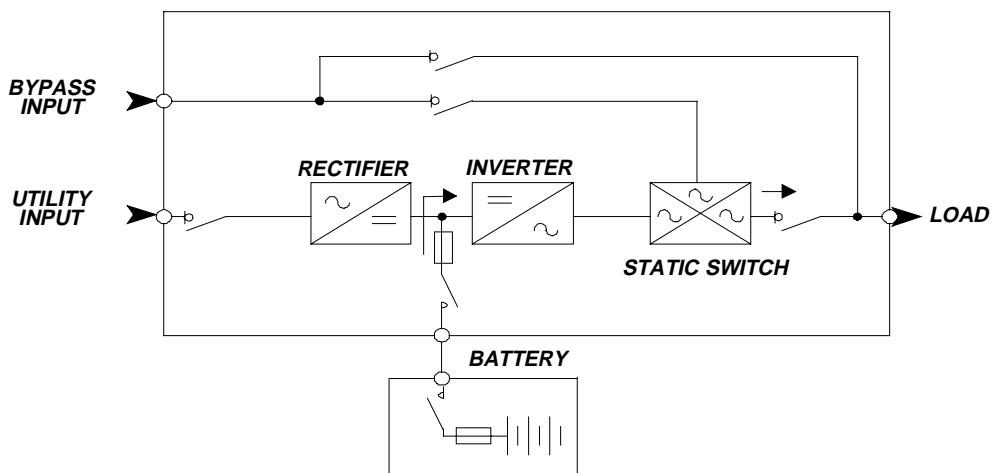 BYPASS
INPUT
RECTIFIER
INVERTER
UTILITY
INPUT
LOAD
STATIC SWITCH
BATTERY